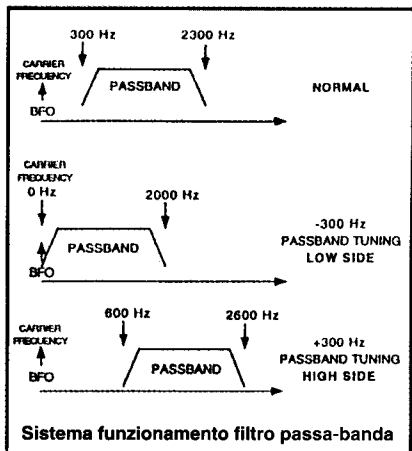 300 Hz
2300 Hz
CARRIER
FREQUENCY
PASSBAND
NORMAL
BFO
CARRIER
FREQUENCY
0 Hz
2000 Hz
PASSBAND
BFO
-300 Hz
PASSBAND TUNING
LOW SIDE
600 Hz
2600 Hz
CARRIER
FREQUENCY
PASSBAND
BFO
+300 Hz
PASSBAND TUNING
HIGH SIDE
Sistema funzionamento filtro passa-banda